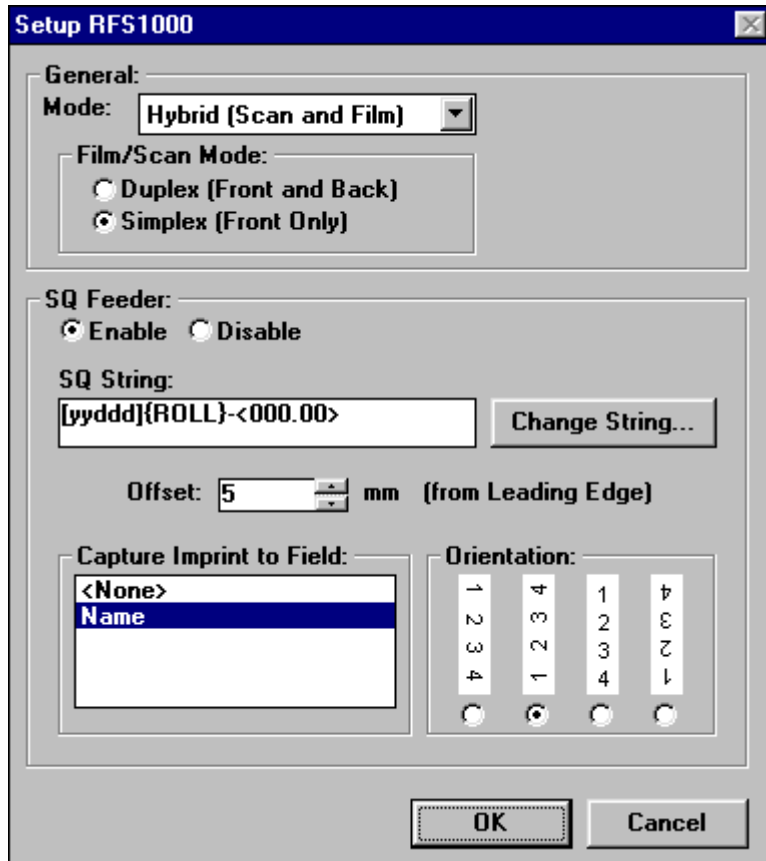 Setup RFS1000
General:
Mode: Hybrid (Scan and Film)
Film/Scan Mode:
Duplex (Front and Back)
Simplex (Front Only)
SQ Feeder:
Enable Disable
SQ String:
[yyddd]{ROLL}-<000.00>
Change String...
Offset: 5 mm (from Leading Edge)
Capture Imprint to Field:
<None>
Name
Orientation:
1 2 3 4
1 2 3 4
1 2 3 4
1 2 3 4
OK Cancel